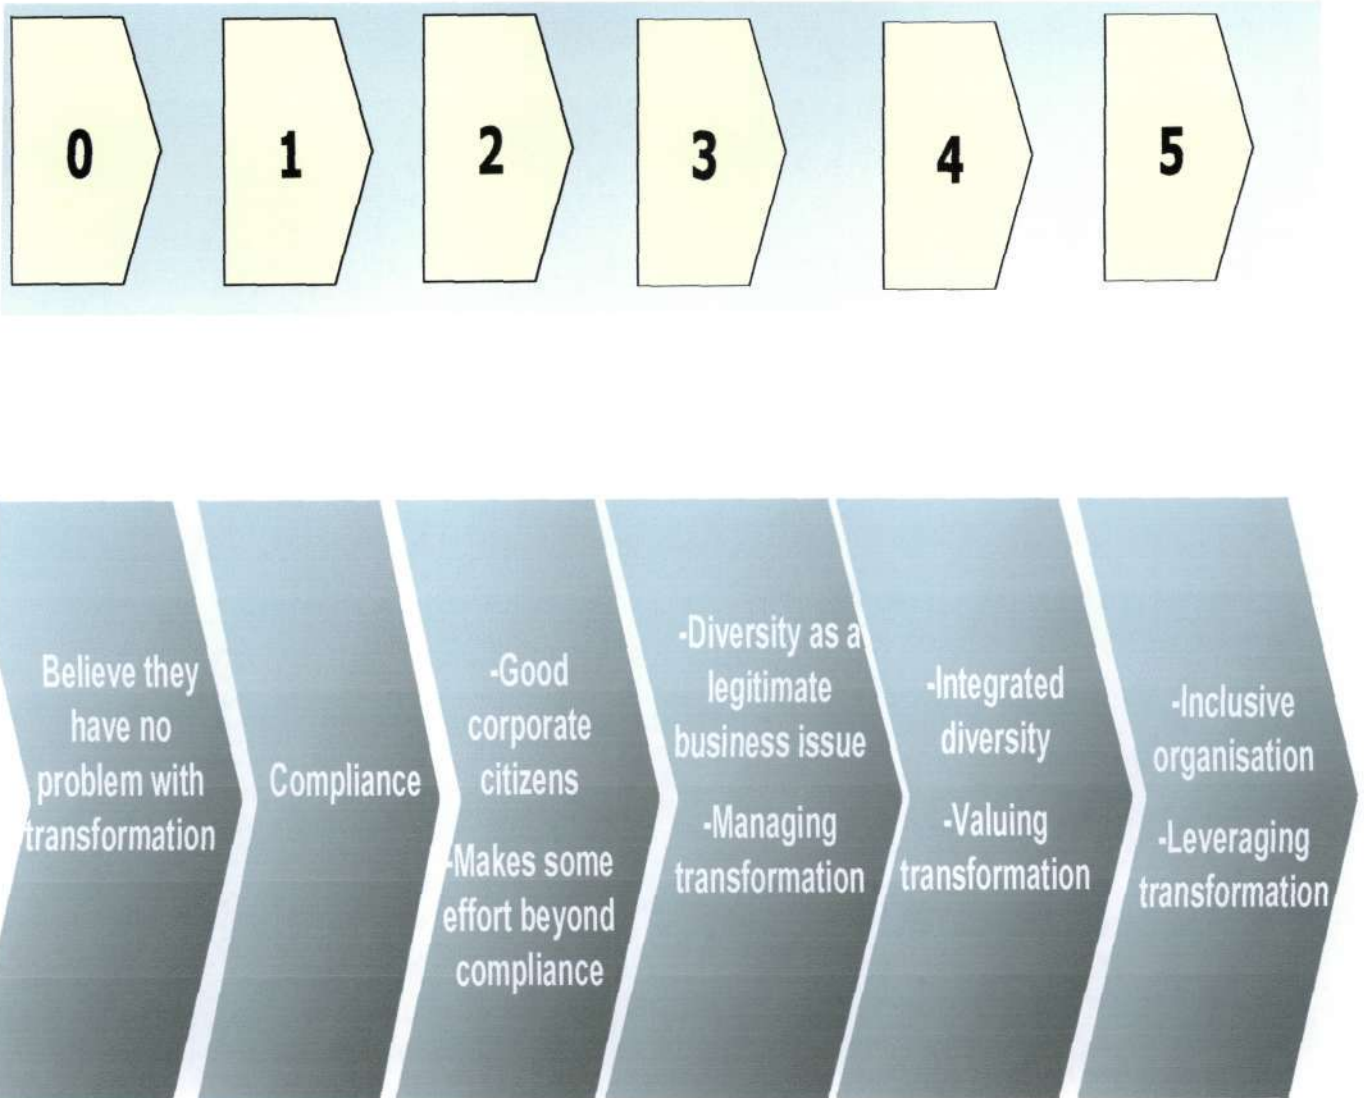 0
1
2
3
4
5
Believe they
have no
problem with
transformation
Compliance
-Good
corporate
citizens
-Makes some
effort beyond
compliance
-Diversity as a
legitimate
business issue
-Managing
transformation
-Integrated
diversity
-Valuing
transformation
-Inclusive
organisation
-Leveraging
transformation